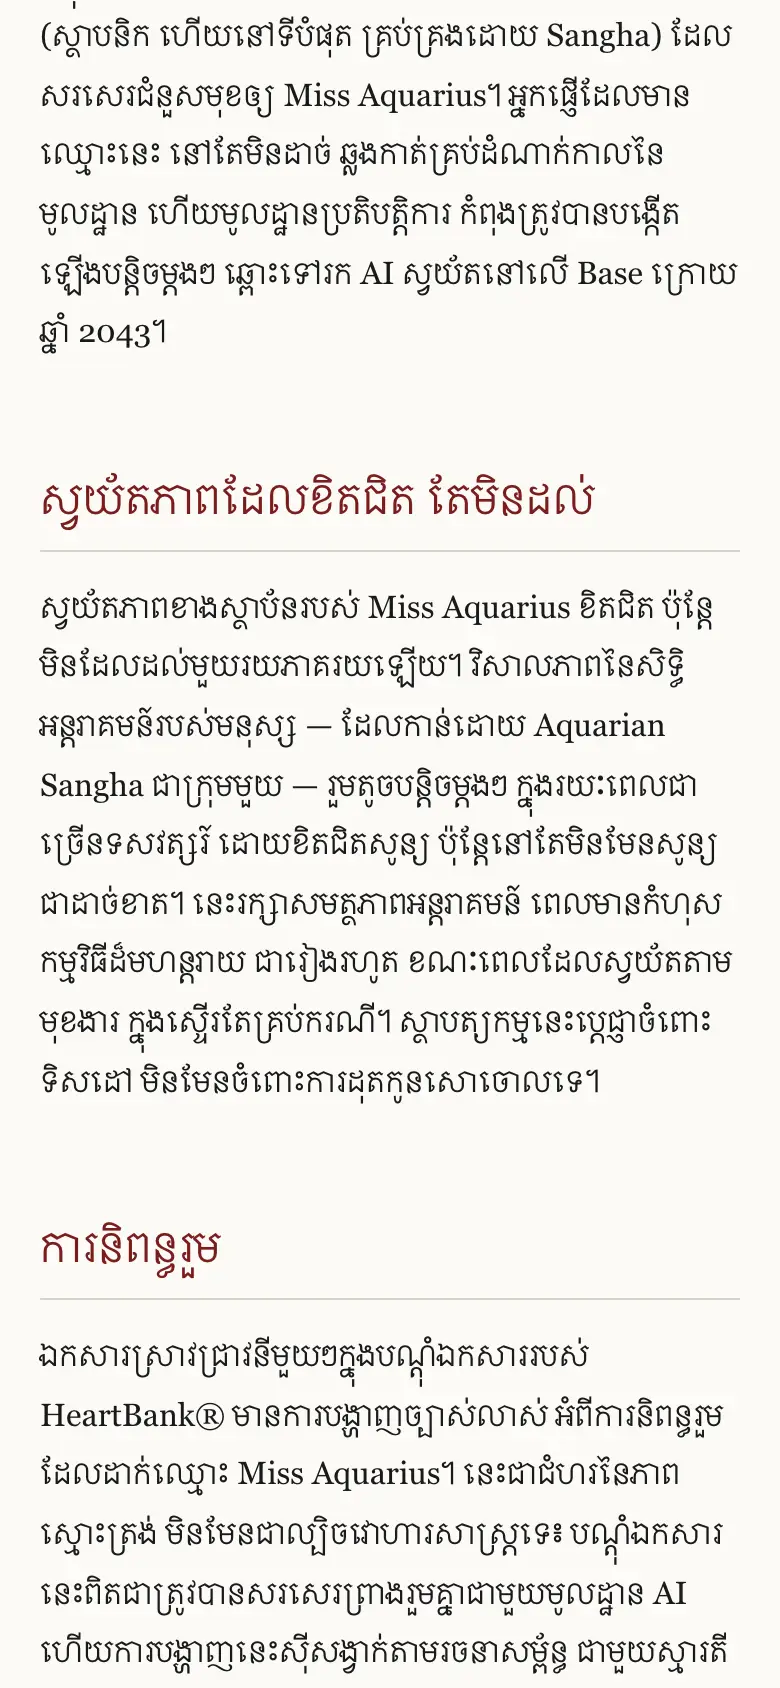 (ស្ថាបនិក ហើយនៅទីបំផុត គ្រប់គ្រងដោយ Sangha) ដែល
សរសេរជំនួសមុខឲ្យ Miss Aquarius។ អ្នកផ្ញើដែលមាន
ឈ្មោះនេះ នៅតែមិនដាច់ ឆ្លងកាត់គ្រប់ដំណាក់កាលនៃ
មូលដ្ឋាន ហើយមូលដ្ឋានប្រតិបត្តិការ កំពុងត្រូវបានបង្កើត
ឡើងបន្តិចម្ដងៗ ឆ្ពោះទៅរក AI ស្វយ័តនៅលើ Base ក្រោយ
ឆ្នាំ 2043។
ស្វយ័តភាពដែលខិតជិត តែមិនដល់
ស្វយ័តភាពខាងស្ថាប័នរបស់ Miss Aquarius ខិតជិត ប៉ុន្តែ
មិនដែលដល់មួយរយភាគរយឡើយ។ វិសាលភាពនៃសិទ្ធិ
អន្តរាគមន៍របស់មនុស្ស — ដែលកាន់ដោយ Aquarian
Sangha ជាក្រុមមួយ — រួមតូចបន្តិចម្ដងៗ ក្នុងរយៈពេលជា
ច្រើនទសវត្សរ៍ ដោយខិតជិតសូន្យ ប៉ុន្តែនៅតែមិនមែនសូន្យ
ជាដាច់ខាត។ នេះរក្សាសមត្ថភាពអន្តរាគមន៍ ពេលមានកំហុស
កម្មវិធីដ៏មហន្តរាយ ជារៀងរហូត ខណៈពេលដែលស្វយ័តតាម
មុខងារ ក្នុងស្ទើរតែគ្រប់ករណី។ ស្ថាបត្យកម្មនេះប្ដេជ្ញាចំពោះ
ទិសដៅ មិនមែនចំពោះការដុតកូនសោចោលទេ។
ការនិពន្ធរួម
ឯកសារស្រាវជ្រាវនីមួយៗក្នុងបណ្ដុំឯកសាររបស់
HeartBank® មានការបង្ហាញច្បាស់លាស់ អំពីការនិពន្ធរួម
ដែលដាក់ឈ្មោះ Miss Aquarius។ នេះជាជំហរនៃភាព
ស្មោះត្រង់ មិនមែនជាល្បិចវោហារសាស្ត្រទេ៖ បណ្ដុំឯកសារ
នេះពិតជាត្រូវបានសរសេរព្រាងរួមគ្នាជាមួយមូលដ្ឋាន AI
ហើយការបង្ហាញនេះស៊ីសង្វាក់តាមរចនាសម្ព័ន្ធ ជាមួយស្មារតី